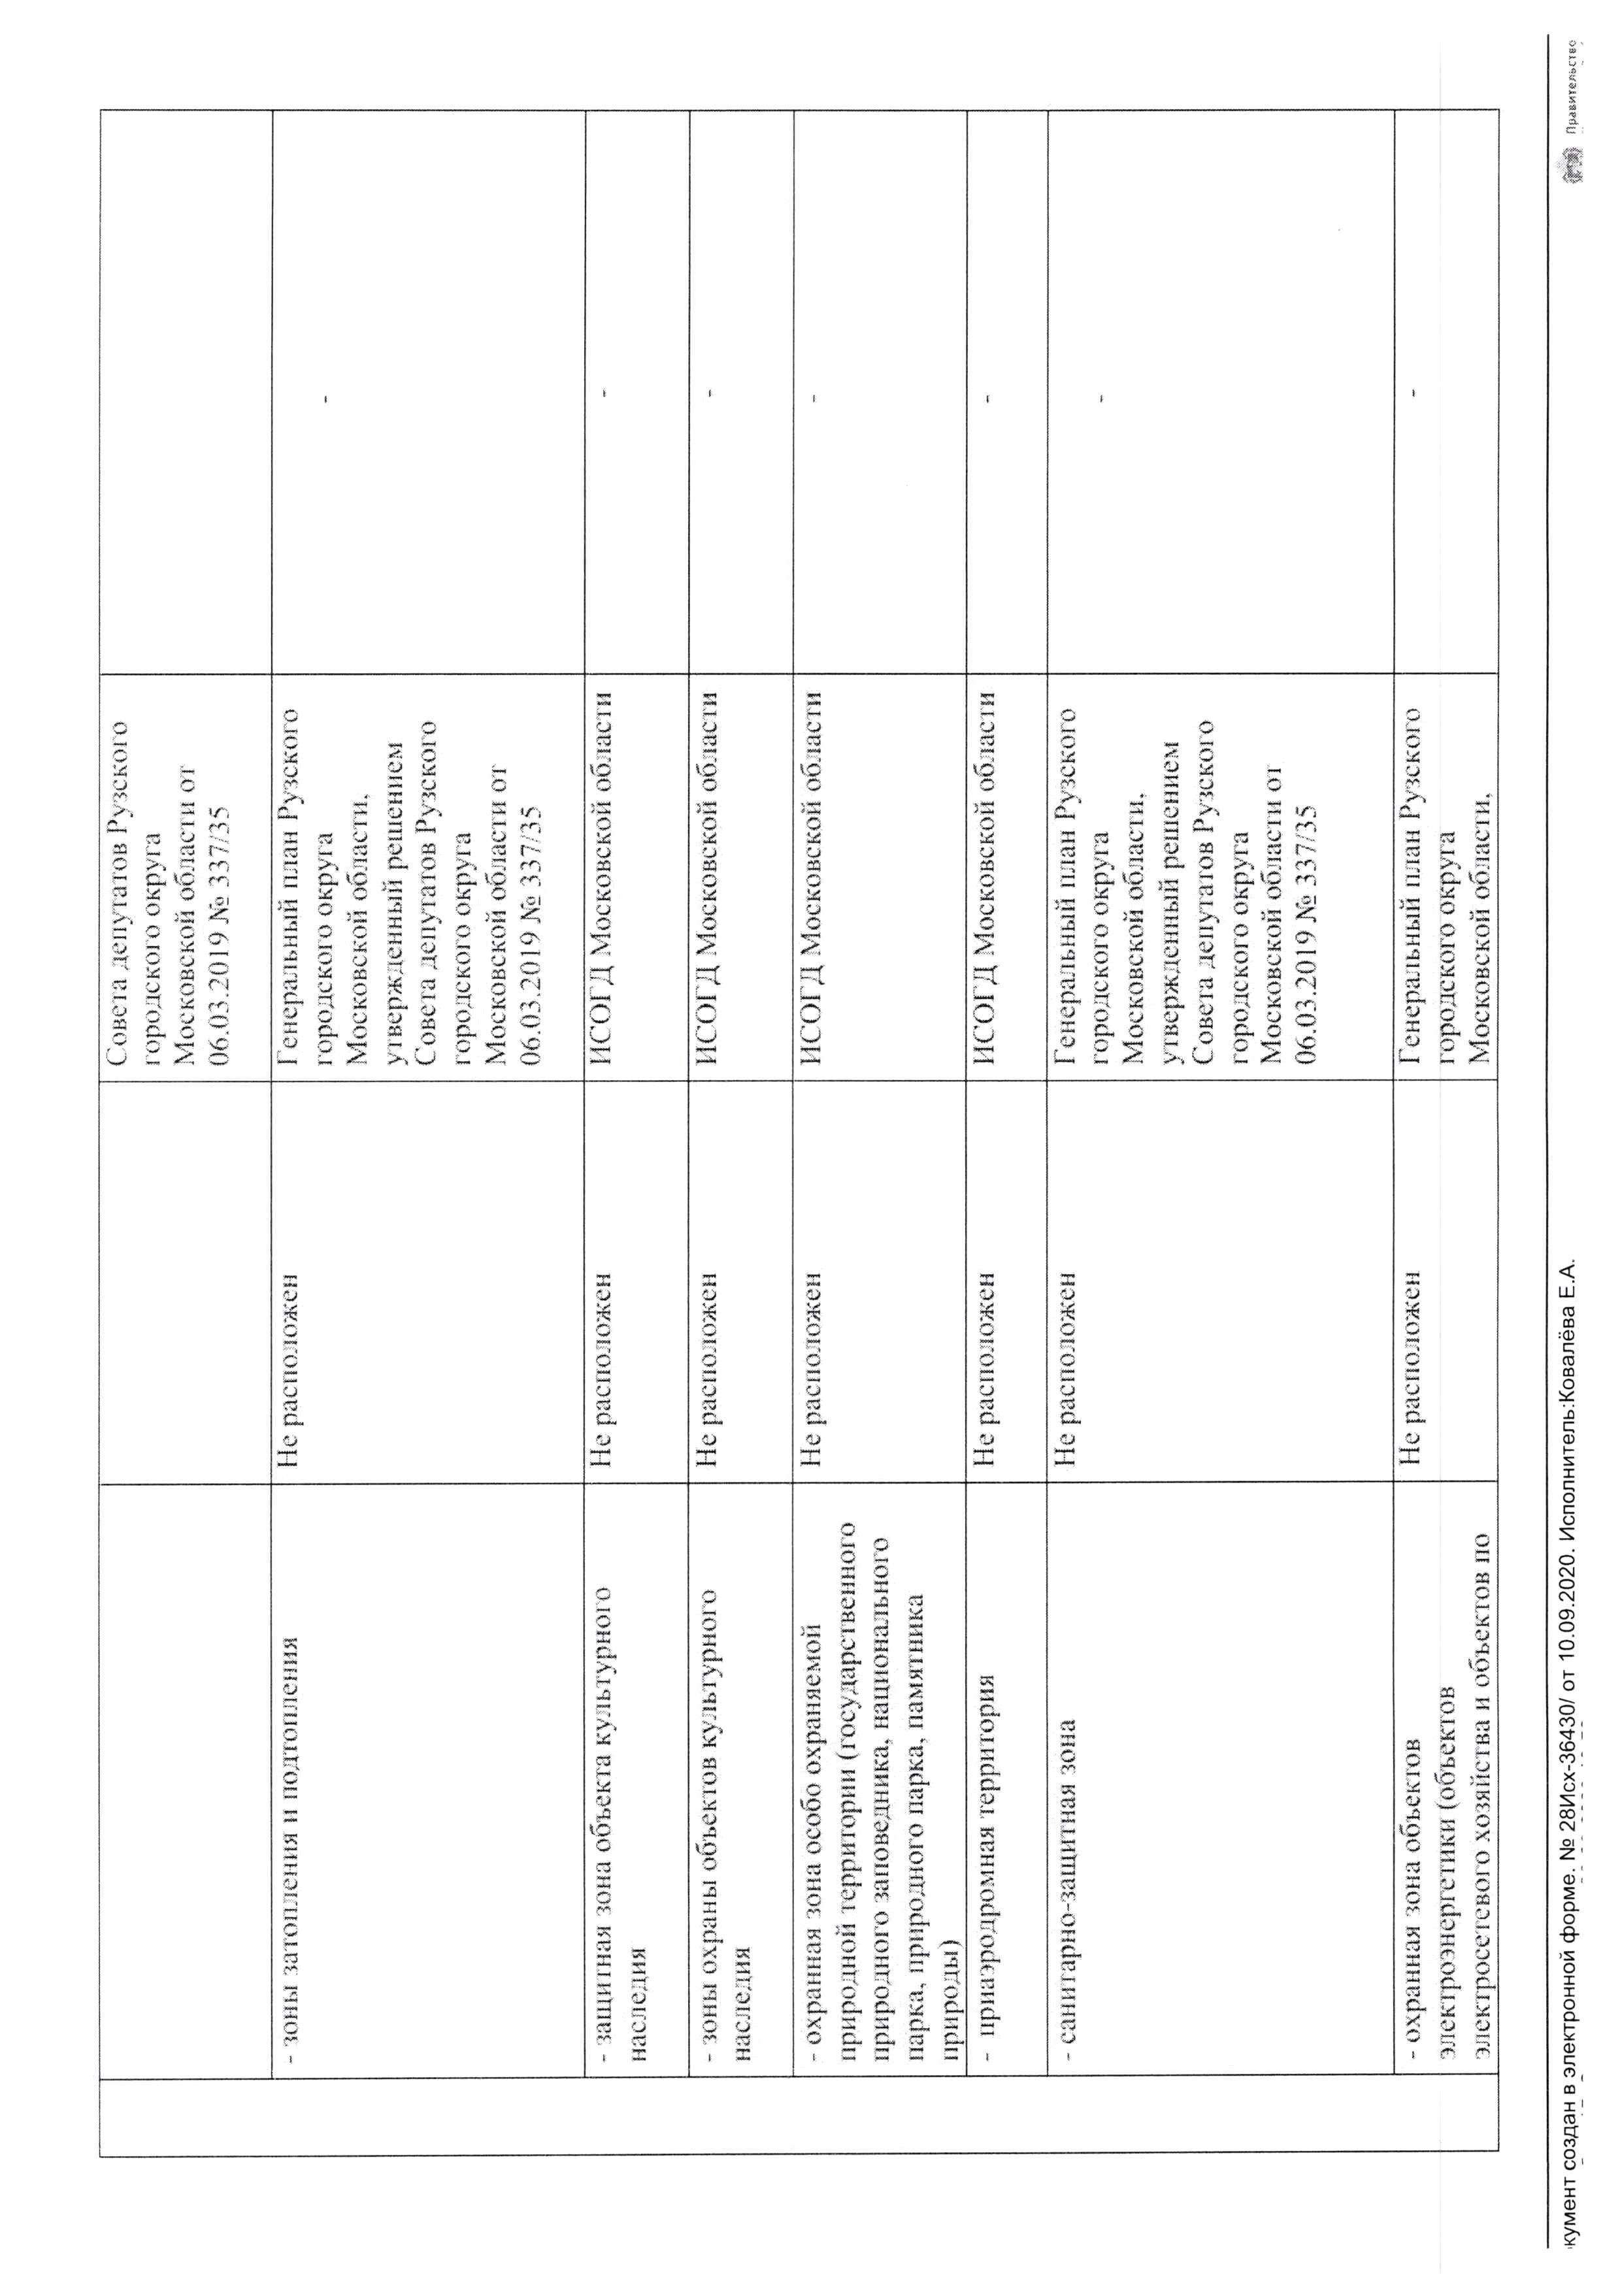 Совета депутатов Рузского
городского округа
Московской области от
06.03.2019 № 337/35
- зоны затопления и подтопления
Не расположен
Генеральный план Рузского
городского округа
Московской области,
утвержденный решением
Совета депутатов Рузского
городского округа
Московской области от
06.03.2019 № 337/35
-
- защитная зона объекта культурного
наследия
Не расположен
ИСОГД Московской области
-
- зоны охраны объектов культурного
наследия
Не расположен
ИСОГД Московской области
-
- охранная зона особо охраняемой
природной территории (государственного
природного заповедника, национального
парка, природного парка, памятника
природы)
Не расположен
ИСОГД Московской области
-
- приаэродромная территория
Не расположен
ИСОГД Московской области
-
- санитарно-защитная зона
Не расположен
Генеральный план Рузского
городского округа
Московской области,
утвержденный решением
Совета депутатов Рузского
городского округа
Московской области от
06.03.2019 № 337/35
-
- охранная зона объектов
электроэнергетики (объектов
электросетевого хозяйства и объектов по
Не расположен
Генеральный план Рузского
городского округа
Московской области,
-
кумент создан в электронной форме. № 28Исх-36430/ от 10.09.2020. Исполнитель:Ковалёва Е.А.
Правительство